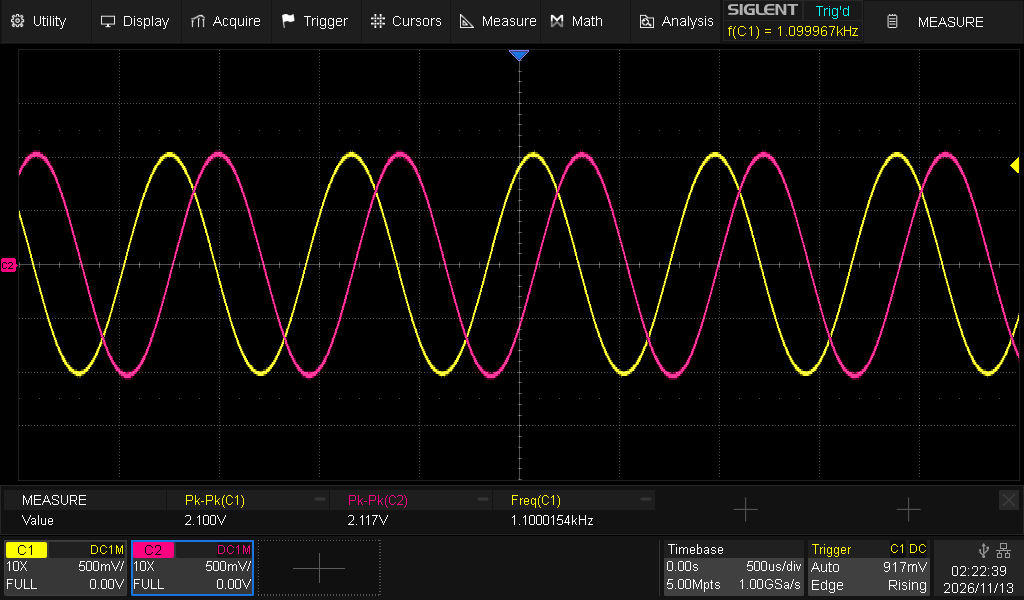 Utility Display Acquire Trigger Cursors Measure Math Analysis SIGLENT Trig'd MEASURE
f(C1) = 1.099967kHz
C2
MEASURE Pk-Pk(C1) Pk-Pk(C2) Freq(C1)
Value 2.100V 2.117V 1.1000154kHz
C1 DC1M C2 DC1M Timebase Trigger C1 DC
10X 500mV/ 10X 500mV/ 0.00s 500us/div Auto 917mV 02:22:39
FULL 0.00V FULL 0.00V 5.00Mpts 1.00GSa/s Edge Rising 2026/11/13